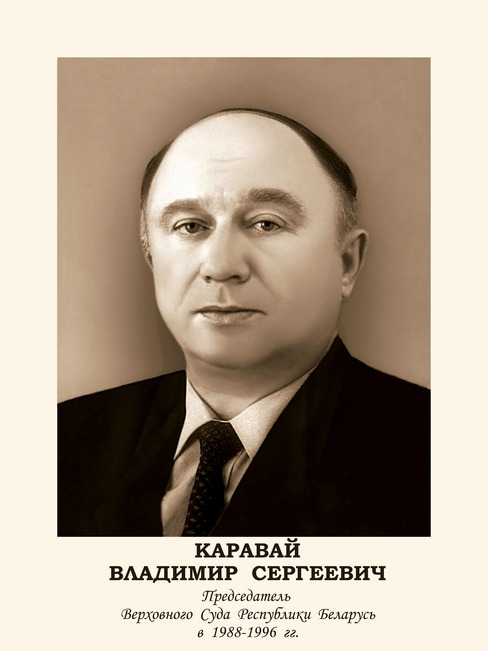 КАРАВАЙ
ВЛАДИМИР СЕРГЕЕВИЧ
Председатель
Верховного Суда Республики Беларусь
в 1988-1996 гг.